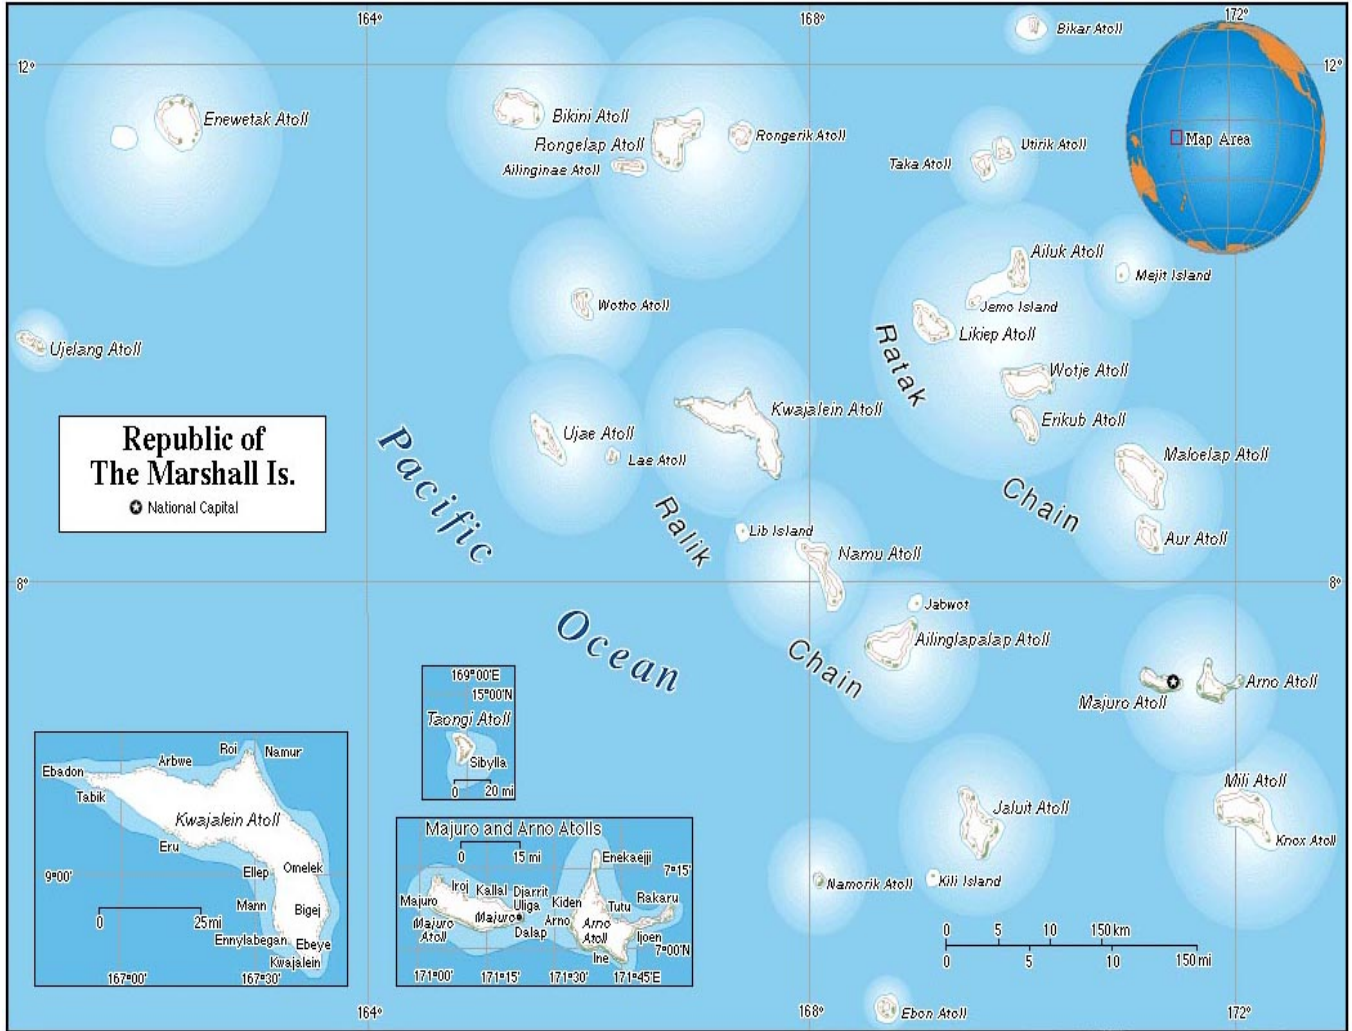 164°
168°
172°
Bikar Atoll
12°
12°
Enewetak Atoll
Bikini Atoll
Rongelap Atoll
Rongerik Atoll
Ailinginae Atoll
Taka Atoll
Utirik Atoll
Map Area
Ailuk Atoll
Mejit Island
Jemo Island
Likiep Atoll
Wotho Atoll
Ujelang Atoll
Ratak
Chain
Wotje Atoll
Erikub Atoll
Kwajalein Atoll
Ujae Atoll
Lae Atoll
Maloelap Atoll
Aur Atoll
Republic of
The Marshall Is.
National Capital
Pacific
Ocean
Ralik
Chain
Lib Island
Namu Atoll
8°
8°
Jabwot
Ailinglapalap Atoll
Majuro Atoll
Arno Atoll
169°00'E
15°00'N
Taongi Atoll
Sibylla
0 20 mi
Roi
Namur
Arbwe
Ebadon
Tabik
Kwajalein Atoll
Eru
Omelek
Ellep
9°00'
Mann
Bigej
0 25mi
Ennylabegan
Ebeye
Kwajalein
167°00'
167°30'
Majuro and Arno Atolls
0 15 mi
Enekaejji
7°15'
Iroj
Kallal
Djarrit
Uliga
Majuro
Kiden
Tutu
Rakaru
Majuro
Arno
Majuro
Atoll
Arno
Atoll
Dalap
Ijoen
7°00'N
Ine
171°00'
171°15'
171°30'
171°45'E
Jaluit Atoll
Mili Atoll
Knox Atoll
Namorik Atoll
Kili Island
0 5 10 150 km
0 5 10 150 mi
Ebon Atoll
164°
168°
172°